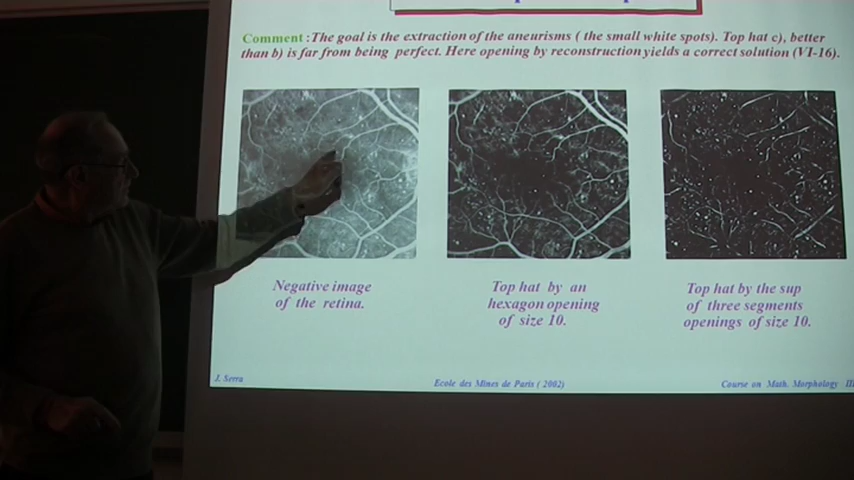 Comment : The goal is the extraction of the aneurisms ( the small white spots). Top hat c), better
than b) is far from being perfect. Here opening by reconstruction yields a correct solution (VI-16).
Negative image
of the retina.
Top hat by an
hexagon opening
of size 10.
Top hat by the sup
of three segments
openings of size 10.
J. Serra
Ecole des Mines de Paris ( 2002)
Course on Math. Morphology III